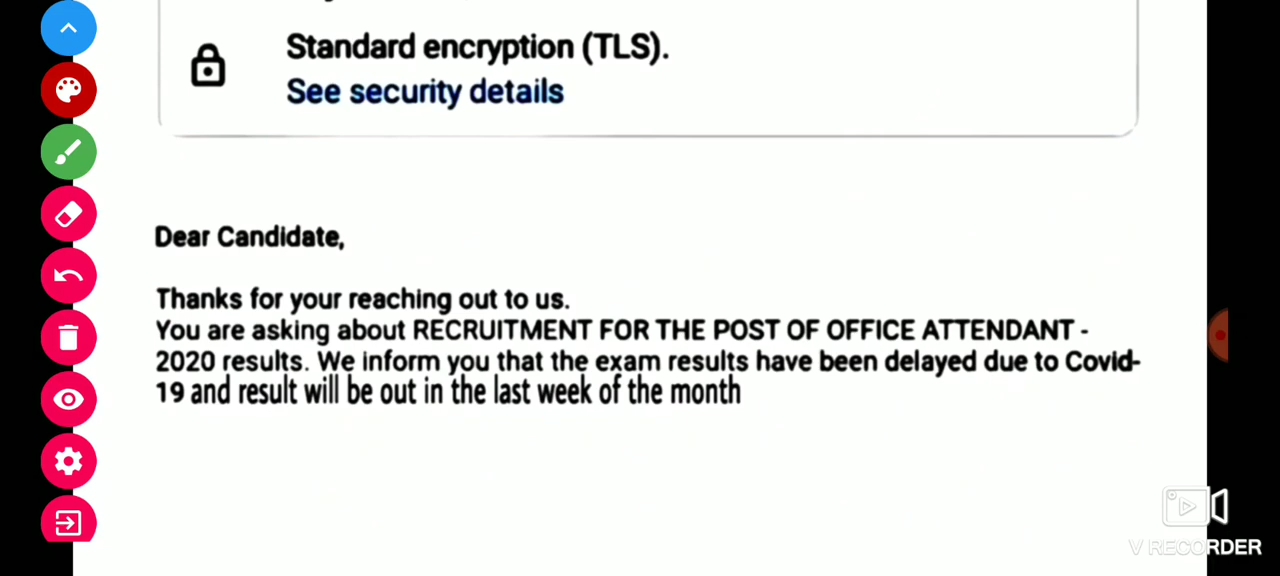 Standard encryption (TLS).
See security details
Dear Candidate,
Thanks for your reaching out to us.
You are asking about RECRUITMENT FOR THE POST OF OFFICE ATTENDANT -
2020 results. We inform you that the exam results have been delayed due to Covid-
19 and result will be out in the last week of the month
V RECORDER